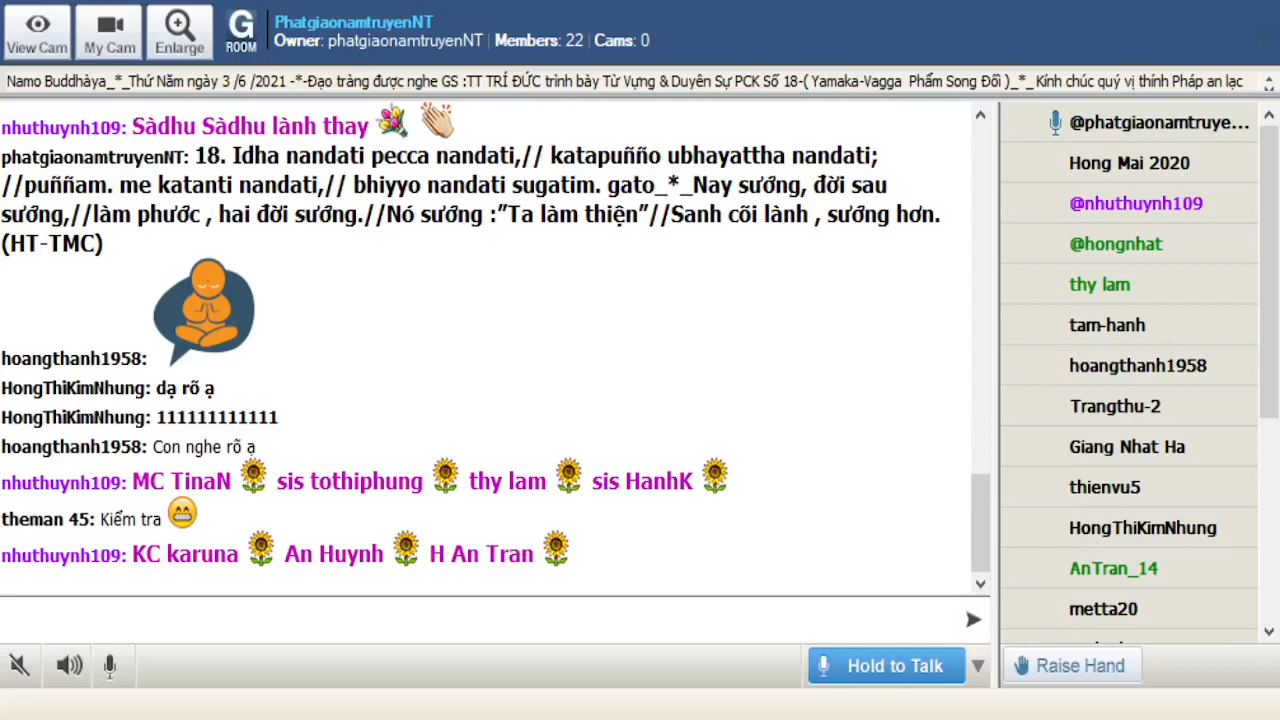 View Cam
My Cam
Enlarge
G
ROOM
PhatgiaonamtruyenNT
Owner: phatgiaonamtruyenNT | Members: 22 | Cams: 0
Namo Buddhàya_*_Thứ Năm ngày 3 /6 /2021 -*-Đạo tràng được nghe GS :TT TRÍ ĐỨC trình bày Từ Vựng & Duyên Sự PCK Số 18-( Yamaka-Vagga Phẩm Song Đối )_*_Kính chúc quý vị thính Pháp an lạc
nhuthuynh109: Sàdhu Sàdhu lành thay
phatgiaonamtruyenNT: 18. Idha nandati pecca nandati,// katapuñño ubhayattha nandati;
//puññam. me katanti nandati,// bhiyyo nandati sugatim. gato_*_Nay sướng, đời sau
sướng,//làm phước , hai đời sướng.//Nó sướng :”Ta làm thiện”//Sanh cõi lành , sướng hơn.
(HT-TMC)
hoangthanh1958:
HongThiKimNhung: dạ rõ ạ
HongThiKimNhung: 111111111111
hoangthanh1958: Con nghe rõ ạ
nhuthuynh109: MC TinaN sis tothiphung thy lam sis HanhK
theman 45: Kiểm tra
nhuthuynh109: KC karuna An Huynh H An Tran
Hold to Talk
@phatgiaonamtruye...
Hong Mai 2020
@nhuthuynh109
@hongnhat
thy lam
tam-hanh
hoangthanh1958
Trangthu-2
Giang Nhat Ha
thienvu5
HongThiKimNhung
AnTran_14
metta20
Raise Hand